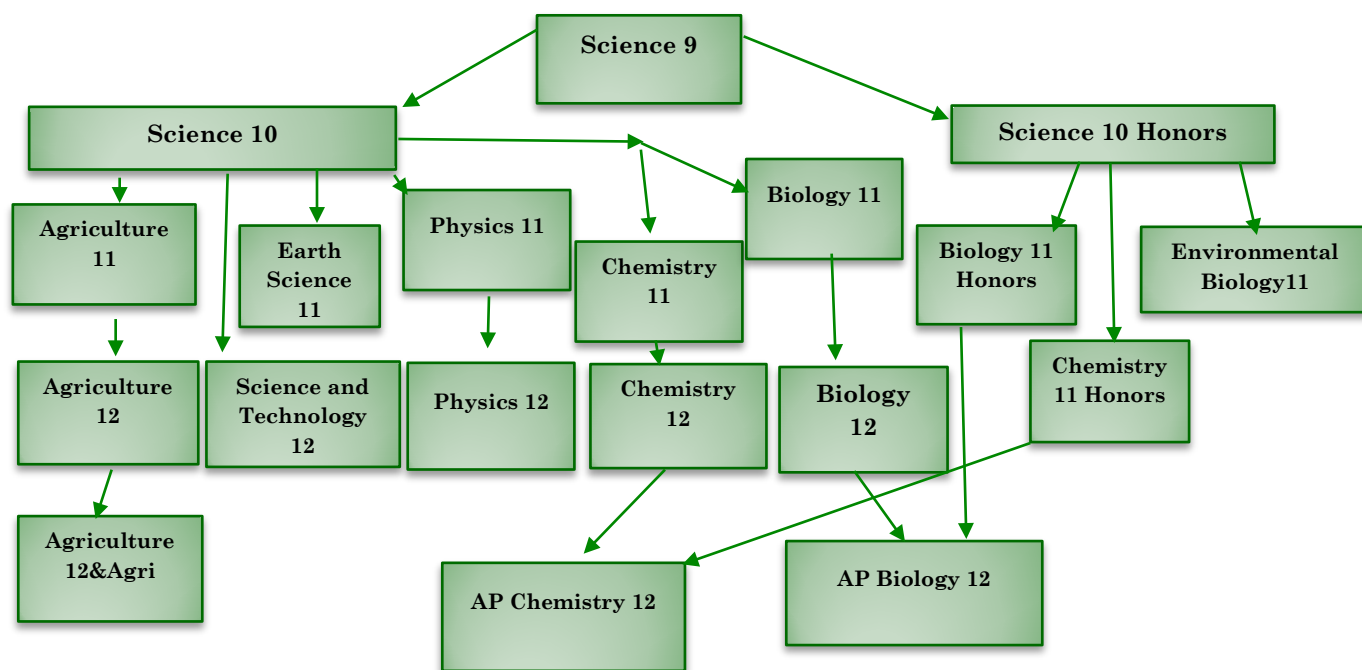 Science 9
Science 10
Science 10 Honors
Agriculture
11
Earth
Science
11
Physics 11
Chemistry
11
Biology 11
Biology 11
Honors
Environmental
Biology11
Agriculture
12
Science and
Technology
12
Physics 12
Chemistry
12
Biology
12
Chemistry
11 Honors
Agriculture
12&Agri
AP Chemistry 12
AP Biology 12